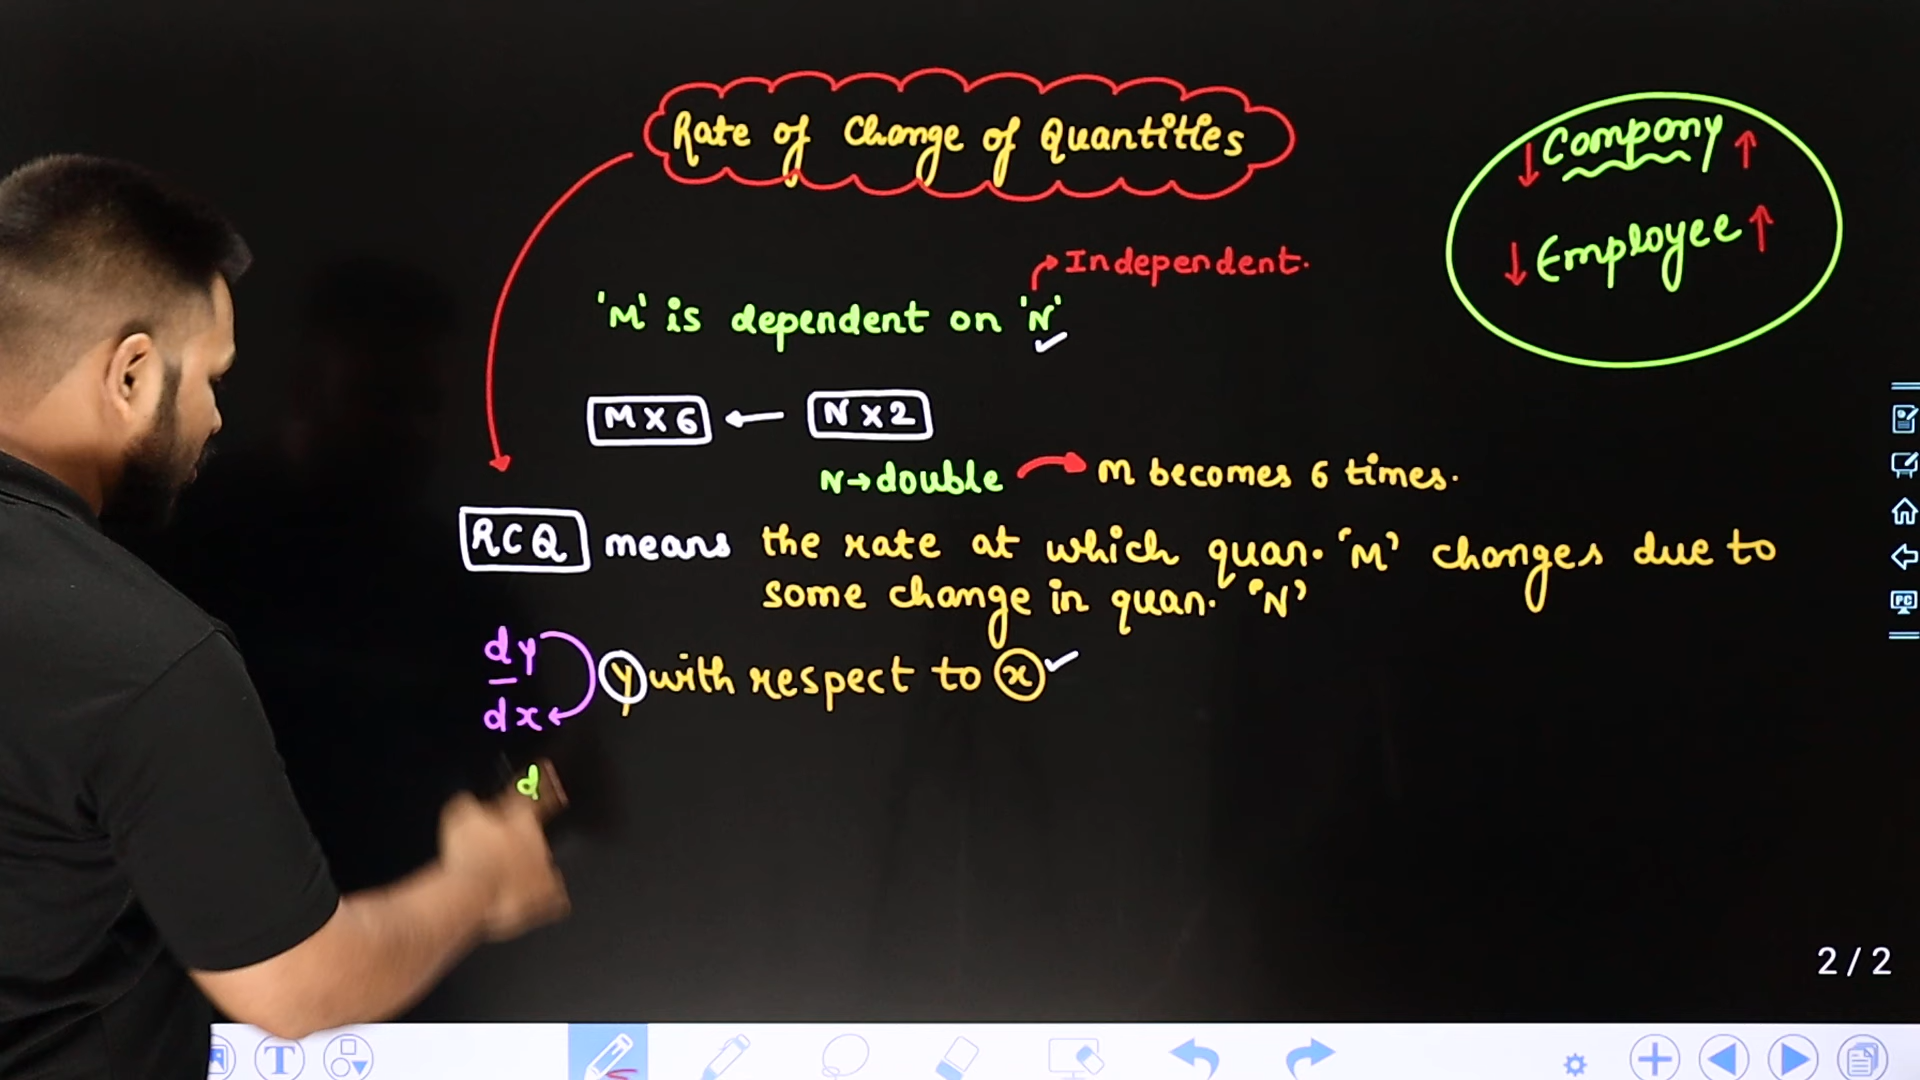 Rate of Change of Quantities
↓ Company ↑
↓ Employee ↑
Independent.
'M' is dependent on 'N'
M x 6 ← N x 2
N → double → M becomes 6 times.
RCQ means the rate at which quan. 'M' changes due to
some change in quan. 'N'
dy
dx
y with respect to x
d
2 / 2
T
PC